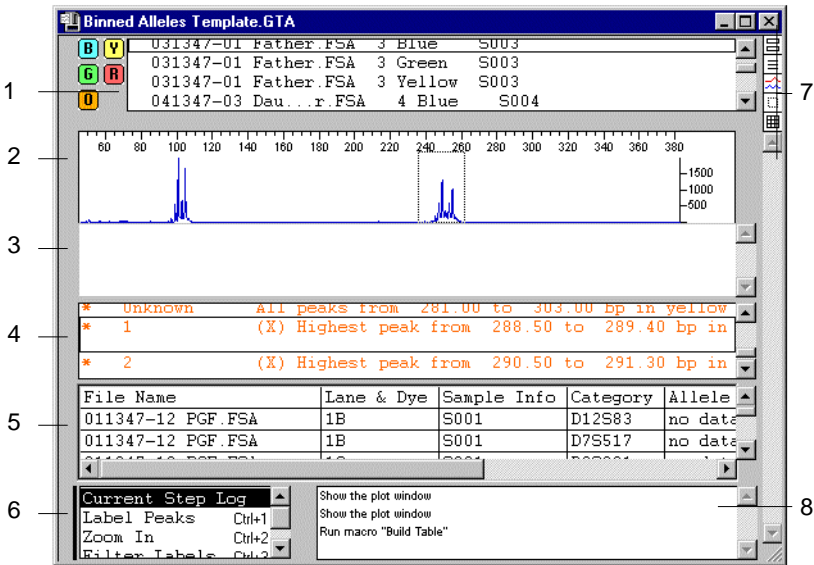 Binned Alleles Template.GTA
B Y
G R
O
031347-01 Father.FSA 3 Blue S003
031347-01 Father.FSA 3 Green S003
031347-01 Father.FSA 3 Yellow S003
041347-03 Dau...r.FSA 4 Blue S004
1
7
60 80 100 120 140 160 180 200 220 240 260 280 300 320 340 360 380
2
1500
1000
500
3
* Unknown All peaks from 281.00 to 303.00 bp in yellow
* 1 (X) Highest peak from 288.50 to 289.40 bp in
4
* 2 (X) Highest peak from 290.50 to 291.30 bp in
File Name Lane & Dye Sample Info Category Allele
011347-12 PGF.FSA 1B S001 D12S83 no data
5
011347-12 PGF.FSA 1B S001 D7S517 no data
Current Step Log
Label Peaks Ctrl+1
Zoom In Ctrl+2
Filter Labels Ctrl+3
6
Show the plot window
Show the plot window
Run macro "Build Table"
8